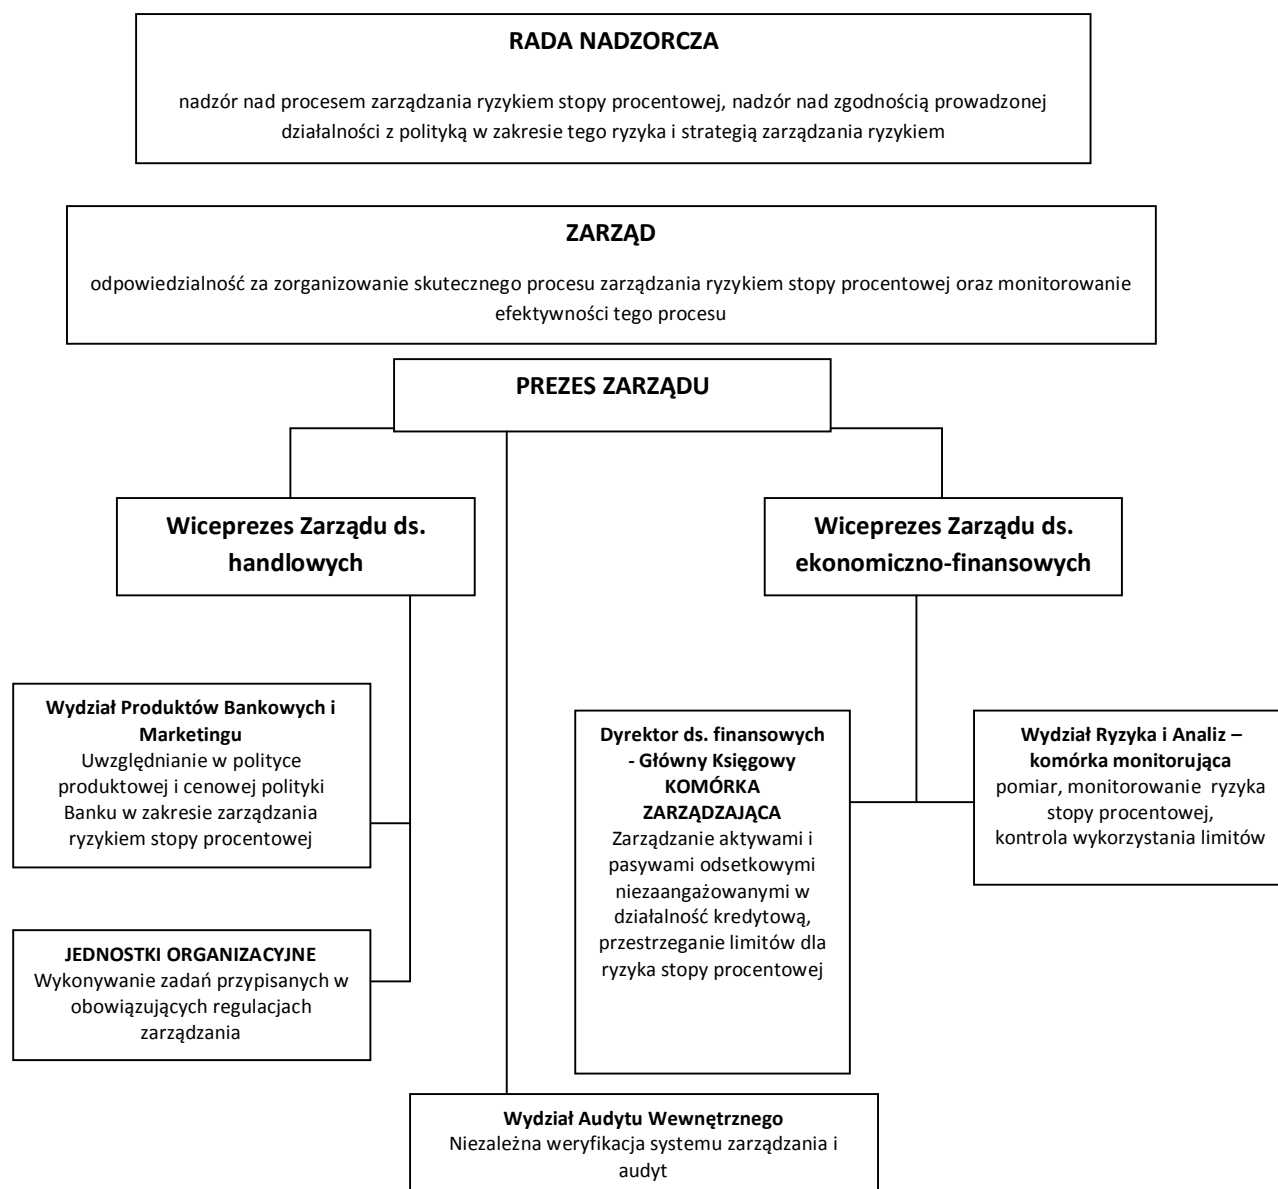 RADA NADZORCZA
nadzór nad procesem zarządzania ryzykiem stopy procentowej, nadzór nad zgodnością prowadzonej
działalności z polityką w zakresie tego ryzyka i strategią zarządzania ryzykiem
ZARZĄD
odpowiedzialność za zorganizowanie skutecznego procesu zarządzania ryzykiem stopy procentowej oraz monitorowanie
efektywności tego procesu
PREZES ZARZĄDU
Wiceprezes Zarządu ds.
handlowych
Wiceprezes Zarządu ds.
ekonomiczno-finansowych
Wydział Produktów Bankowych i
Marketingu
Uwzględnianie w polityce
produktowej i cenowej polityki
Banku w zakresie zarządzania
ryzykiem stopy procentowej
Dyrektor ds. finansowych
- Główny Księgowy
KOMÓRKA
ZARZĄDZAJĄCA
Zarządzanie aktywami i
pasywami odsetkowymi
niezaangażowanymi w
działalność kredytową,
przestrzeganie limitów dla
ryzyka stopy procentowej
Wydział Ryzyka i Analiz –
komórka monitorująca
pomiar, monitorowanie ryzyka
stopy procentowej,
kontrola wykorzystania limitów
JEDNOSTKI ORGANIZACYJNE
Wykonywanie zadań przypisanych w
obowiązujących regulacjach
zarządzania
Wydział Audytu Wewnętrznego
Niezależna weryfikacja systemu zarządzania i
audyt